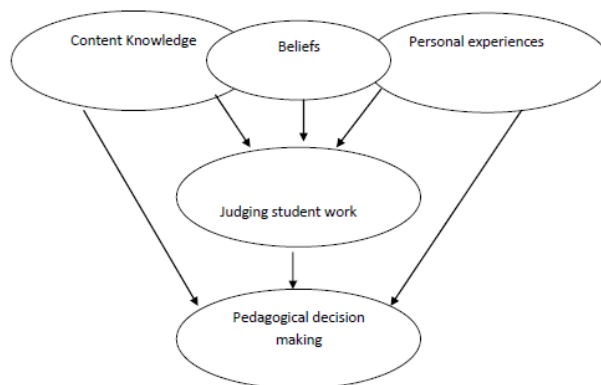 Content Knowledge
Beliefs
Personal experiences
Judging student work
Pedagogical decision
making